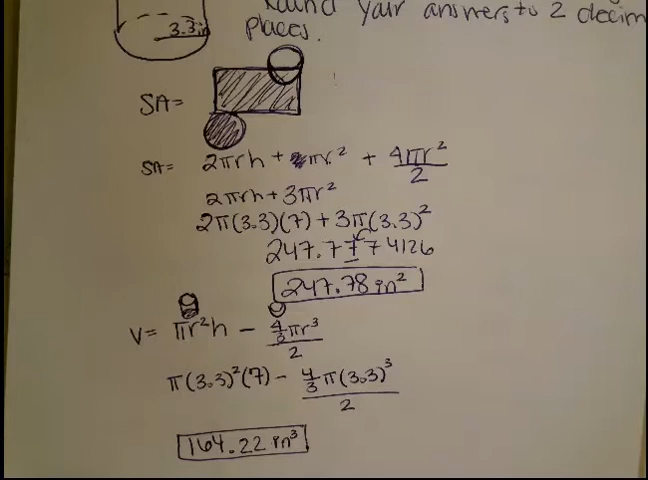 Round your answers to 2 decim
3.3in
places.
SA=
SA= 2πrh + πr² + 4πr²/2
2πrh + 3πr²
2π(3.3)(7) + 3π(3.3)²
247.7774126
247.78 in²
V= πr²h - 4/3πr³/2
π(3.3)²(7) - 4/3π(3.3)³/2
164.22 in³